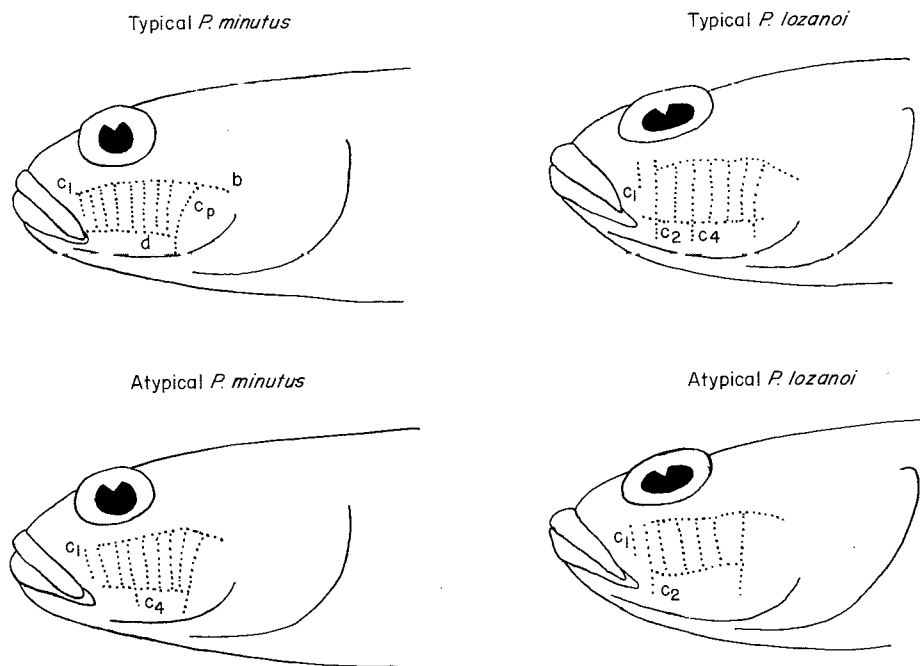 Typical P. minutus
Typical P. lozanoi
c1
b
cp
d
c1
c2
c4
Atypical P. minutus
Atypical P. lozanoi
c1
c4
c1
c2